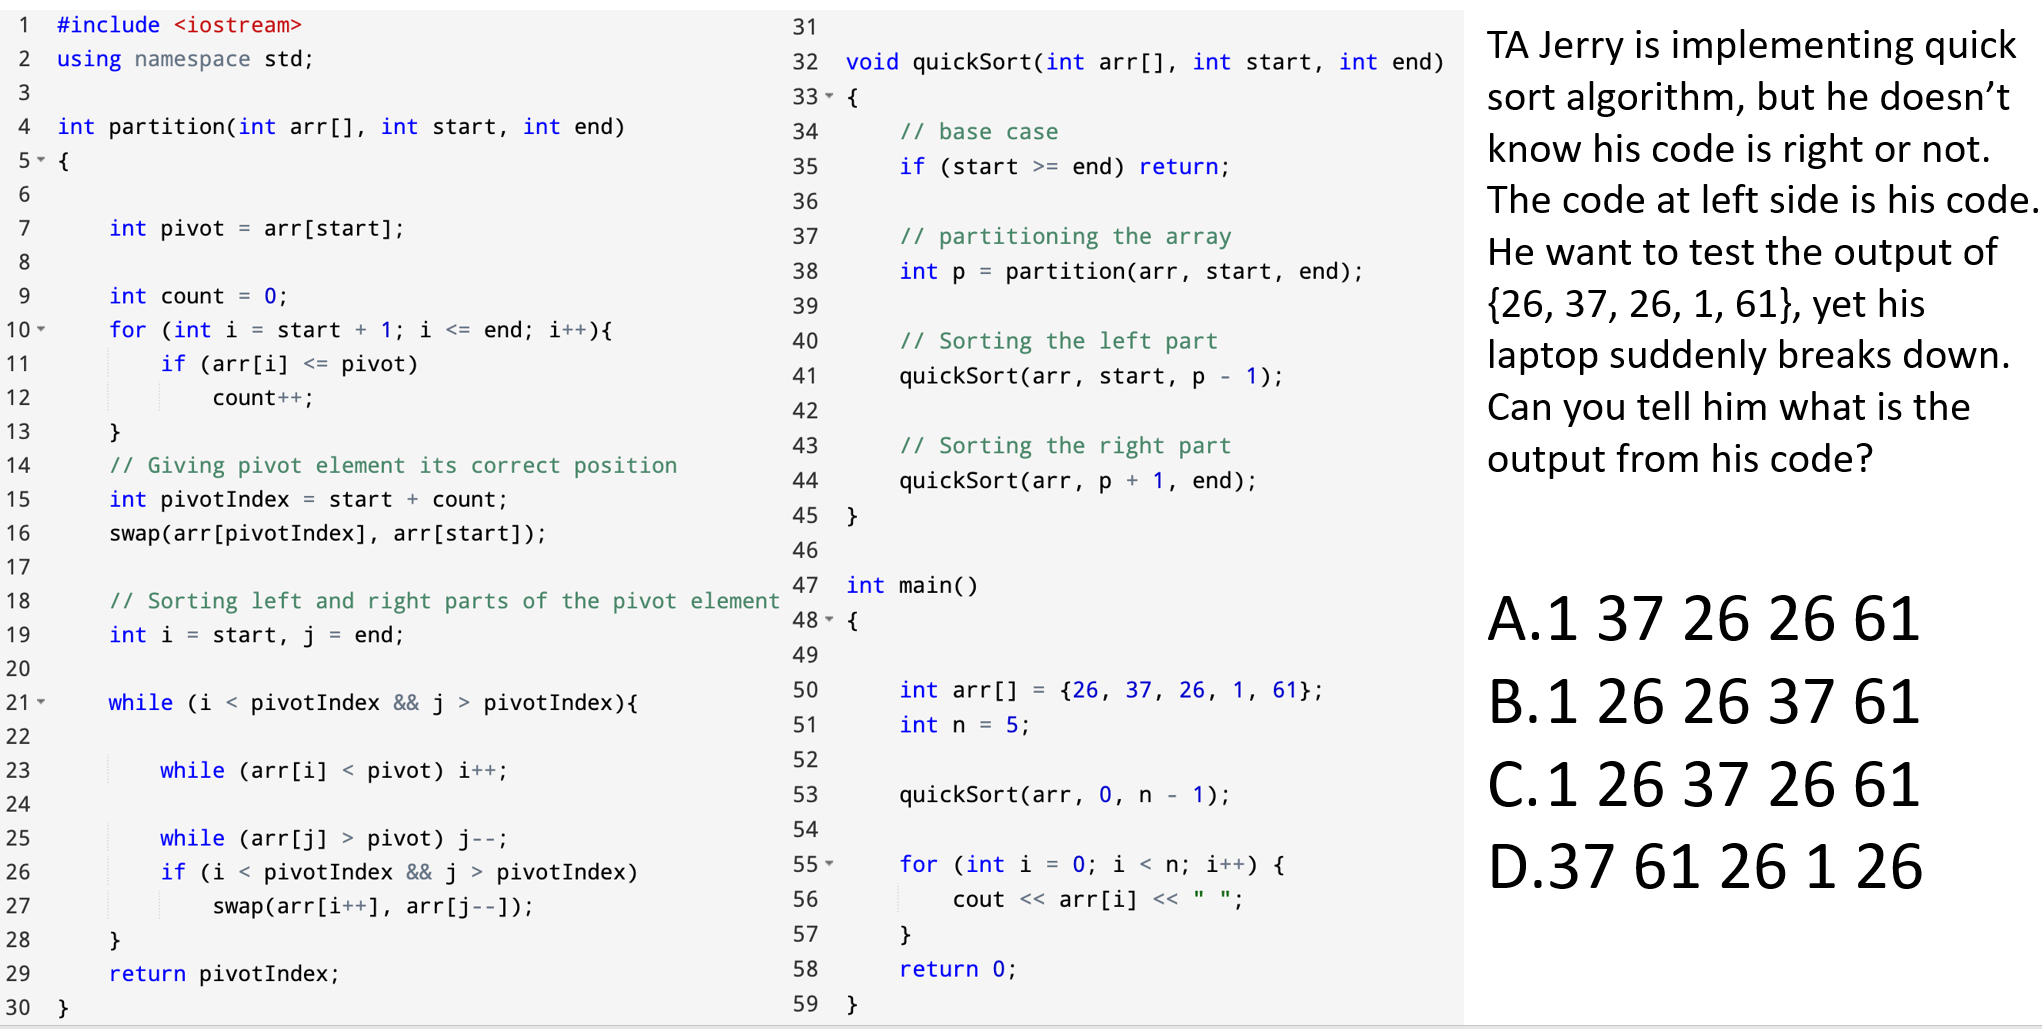 1 #include <iostream>
2 using namespace std;
3
4 int partition(int arr[], int start, int end)
5 {
6
7 int pivot = arr[start];
8
9 int count = 0;
10 for (int i = start + 1; i <= end; i++){
11 if (arr[i] <= pivot)
12 count++;
13 }
14 // Giving pivot element its correct position
15 int pivotIndex = start + count;
16 swap(arr[pivotIndex], arr[start]);
17
18 // Sorting left and right parts of the pivot element
19 int i = start, j = end;
20
21 while (i < pivotIndex && j > pivotIndex){
22
23 while (arr[i] < pivot) i++;
24
25 while (arr[j] > pivot) j--;
26 if (i < pivotIndex && j > pivotIndex)
27 swap(arr[i++], arr[j--]);
28 }
29 return pivotIndex;
30 }
31
32 void quickSort(int arr[], int start, int end)
33 {
34 // base case
35 if (start >= end) return;
36
37 // partitioning the array
38 int p = partition(arr, start, end);
39
40 // Sorting the left part
41 quickSort(arr, start, p - 1);
42
43 // Sorting the right part
44 quickSort(arr, p + 1, end);
45 }
46
47 int main()
48 {
49
50 int arr[] = {26, 37, 26, 1, 61};
51 int n = 5;
52
53 quickSort(arr, 0, n - 1);
54
55 for (int i = 0; i < n; i++) {
56 cout << arr[i] << " ";
57 }
58 return 0;
59 }
TA Jerry is implementing quick
sort algorithm, but he doesn’t
know his code is right or not.
The code at left side is his code.
He want to test the output of
{26, 37, 26, 1, 61}, yet his
laptop suddenly breaks down.
Can you tell him what is the
output from his code?
A.1 37 26 26 61
B.1 26 26 37 61
C.1 26 37 26 61
D.37 61 26 1 26